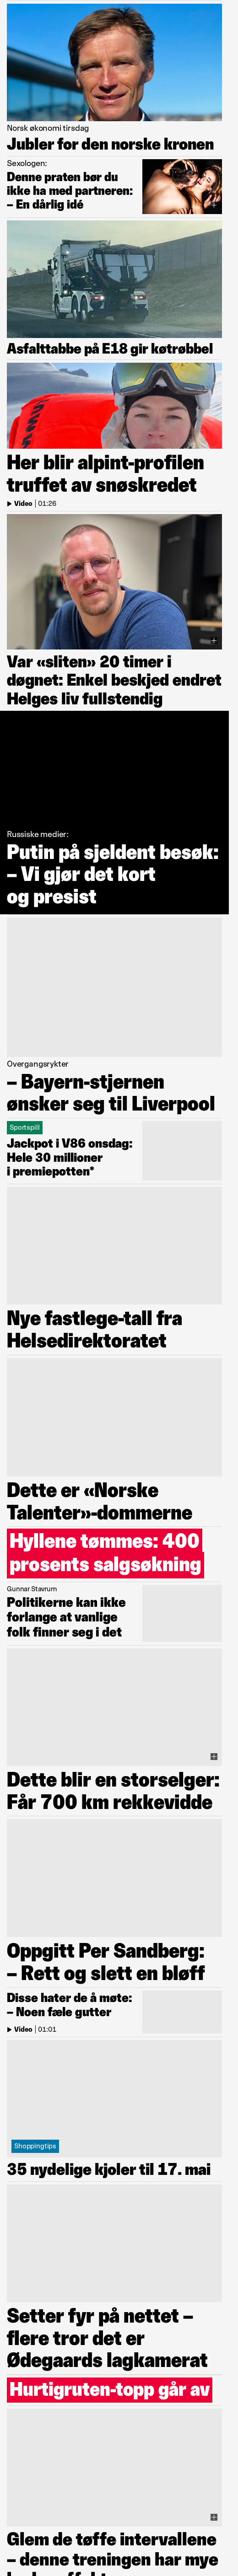 Norsk økonomi tirsdag
Jubler for den norske kronen
Sexologen:
Denne praten bør du
ikke ha med partneren:
– En dårlig idé
Asfalttabbe på E18 gir køtrøbbel
Her blir alpint-profilen
truffet av snøskredet
Video | 01:26
Var «sliten» 20 timer i
døgnet: Enkel beskjed endret
Helges liv fullstendig
Russiske medier:
Putin på sjeldent besøk:
– Vi gjør det kort
og presist
Overgangsrykter
– Bayern-stjernen
ønsker seg til Liverpool
Sportspill
Jackpot i V86 onsdag:
Hele 30 millioner
i premiepotten*
Nye fastlege-tall fra
Helsedirektoratet
Dette er «Norske
Talenter»-dommerne
Hyllene tømmes: 400
prosents salgsøkning
Gunnar Stavrum
Politikerne kan ikke
forlange at vanlige
folk finner seg i det
Dette blir en storselger:
Får 700 km rekkevidde
Oppgitt Per Sandberg:
– Rett og slett en bløff
Disse hater de å møte:
– Noen fæle gutter
Video | 01:01
Shoppingtips
35 nydelige kjoler til 17. mai
Setter fyr på nettet –
flere tror det er
Ødegaards lagkamerat
Hurtigruten-topp går av
Glem de tøffe intervallene
– denne treningen har mye